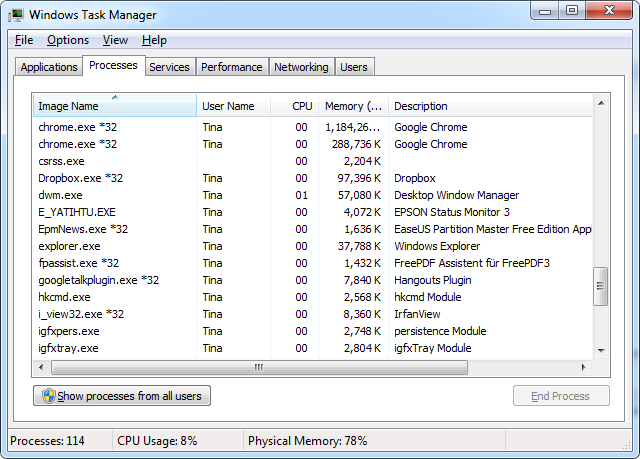 Windows Task Manager
File Options View Help
Applications Processes Services Performance Networking Users
Image Name User Name CPU Memory (... Description
chrome.exe *32 Tina 00 1,184,26... Google Chrome
chrome.exe *32 Tina 00 288,736 K Google Chrome
csrss.exe 00 2,204 K
Dropbox.exe *32 Tina 00 97,396 K Dropbox
dwm.exe Tina 01 57,080 K Desktop Window Manager
E_YATIHTU.EXE Tina 00 4,072 K EPSON Status Monitor 3
EpmNews.exe *32 Tina 00 1,636 K EaseUS Partition Master Free Edition App
explorer.exe Tina 00 37,788 K Windows Explorer
fpassist.exe *32 Tina 00 1,432 K FreePDF Assistent für FreePDF3
googletalkplugin.exe *32 Tina 00 7,840 K Hangouts Plugin
hkcmd.exe Tina 00 2,568 K hkcmd Module
i_view32.exe *32 Tina 00 8,360 K IrfanView
igfxpers.exe Tina 00 2,748 K persistence Module
igfxtray.exe Tina 00 2,804 K igfxTray Module
Show processes from all users End Process
Processes: 114 CPU Usage: 8% Physical Memory: 78%